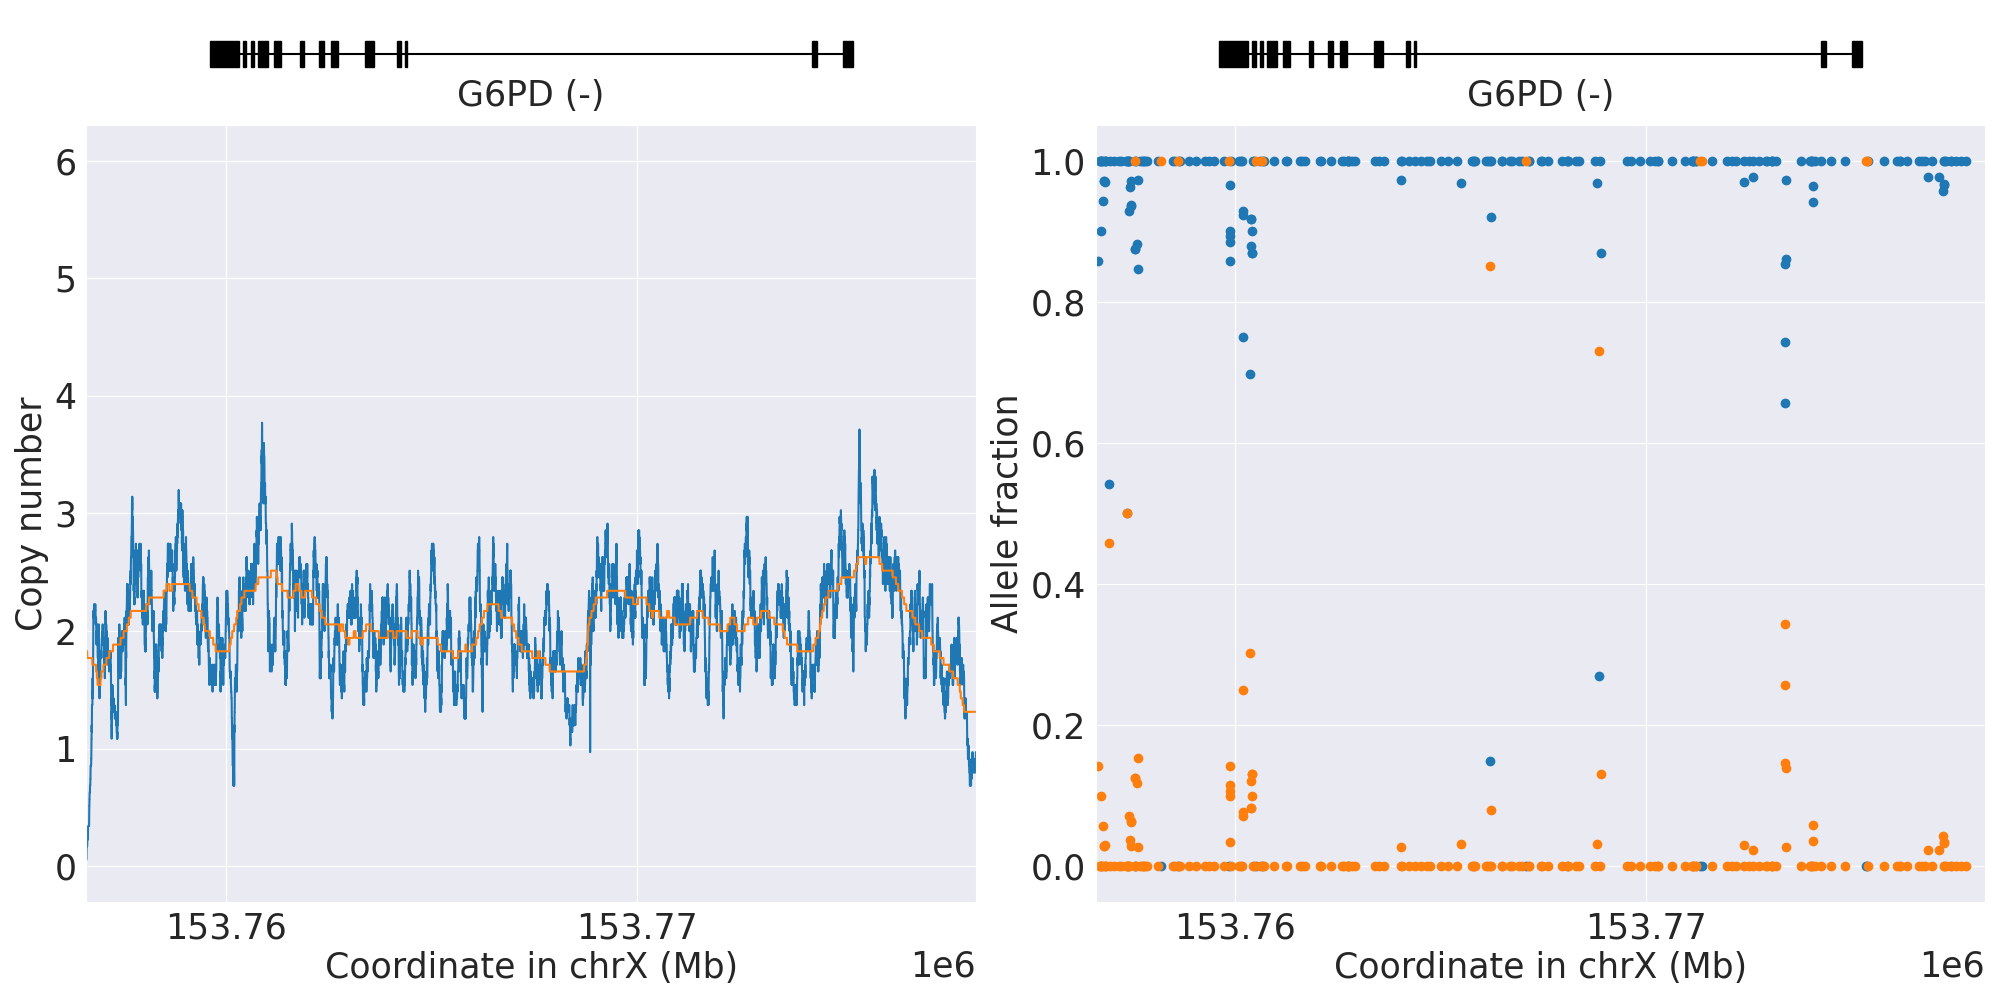 G6PD (-)
6
5
4
3
2
1
0
Copy number
153.76
153.77
Coordinate in chrX (Mb)
1e6
G6PD (-)
1.0
0.8
0.6
0.4
0.2
0.0
Allele fraction
153.76
153.77
Coordinate in chrX (Mb)
1e6